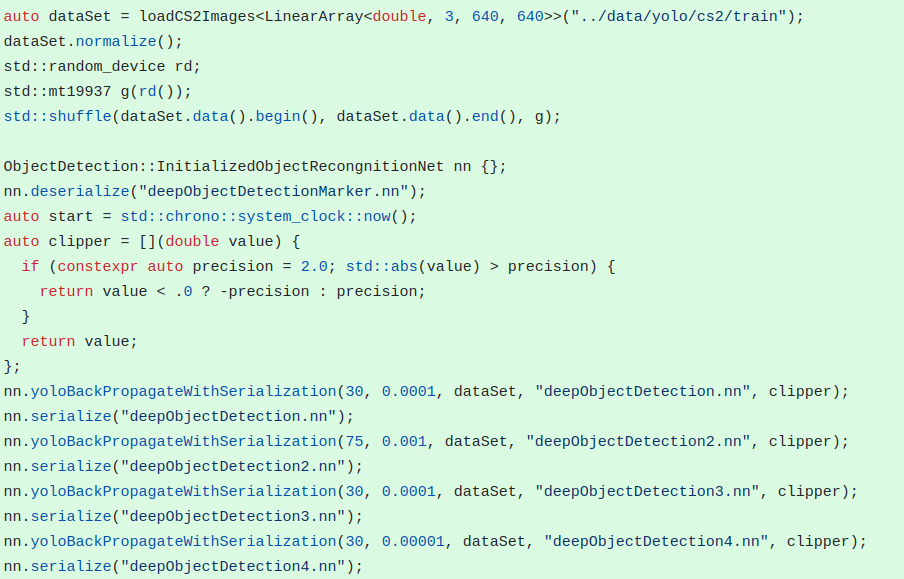 auto dataSet = loadCS2Images<LinearArray<double, 3, 640, 640>>("../data/yolo/cs2/train");
dataSet.normalize();
std::random_device rd;
std::mt19937 g(rd());
std::shuffle(dataSet.data().begin(), dataSet.data().end(), g);

ObjectDetection::InitializedObjectRecongnitionNet nn {};
nn.deserialize("deepObjectDetectionMarker.nn");
auto start = std::chrono::system_clock::now();
auto clipper = [](double value) {
  if (constexpr auto precision = 2.0; std::abs(value) > precision) {
    return value < .0 ? -precision : precision;
  }
  return value;
};
nn.yoloBackPropagateWithSerialization(30, 0.0001, dataSet, "deepObjectDetection.nn", clipper);
nn.serialize("deepObjectDetection.nn");
nn.yoloBackPropagateWithSerialization(75, 0.001, dataSet, "deepObjectDetection2.nn", clipper);
nn.serialize("deepObjectDetection2.nn");
nn.yoloBackPropagateWithSerialization(30, 0.0001, dataSet, "deepObjectDetection3.nn", clipper);
nn.serialize("deepObjectDetection3.nn");
nn.yoloBackPropagateWithSerialization(30, 0.00001, dataSet, "deepObjectDetection4.nn", clipper);
nn.serialize("deepObjectDetection4.nn");